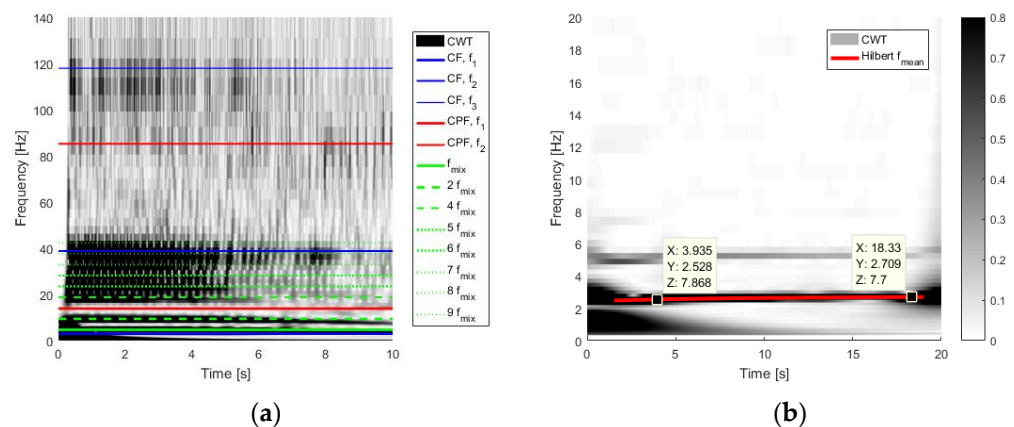 140
120
100
80
60
40
20
0
Frequency [Hz]
0 2 4 6 8 10
Time [s]
CWT
CF, f1
CF, f2
CF, f3
CPF, f1
CPF, f2
fmix
2 fmix
4 fmix
5 fmix
6 fmix
7 fmix
8 fmix
9 fmix
(a)
20
18
16
14
12
10
8
6
4
2
0
Frequency [Hz]
0 5 10 15 20
Time [s]
CWT
Hilbert fmean
X: 3.935
Y: 2.528
Z: 7.868
X: 18.33
Y: 2.709
Z: 7.7
0.8
0.7
0.6
0.5
0.4
0.3
0.2
0.1
0
(b)